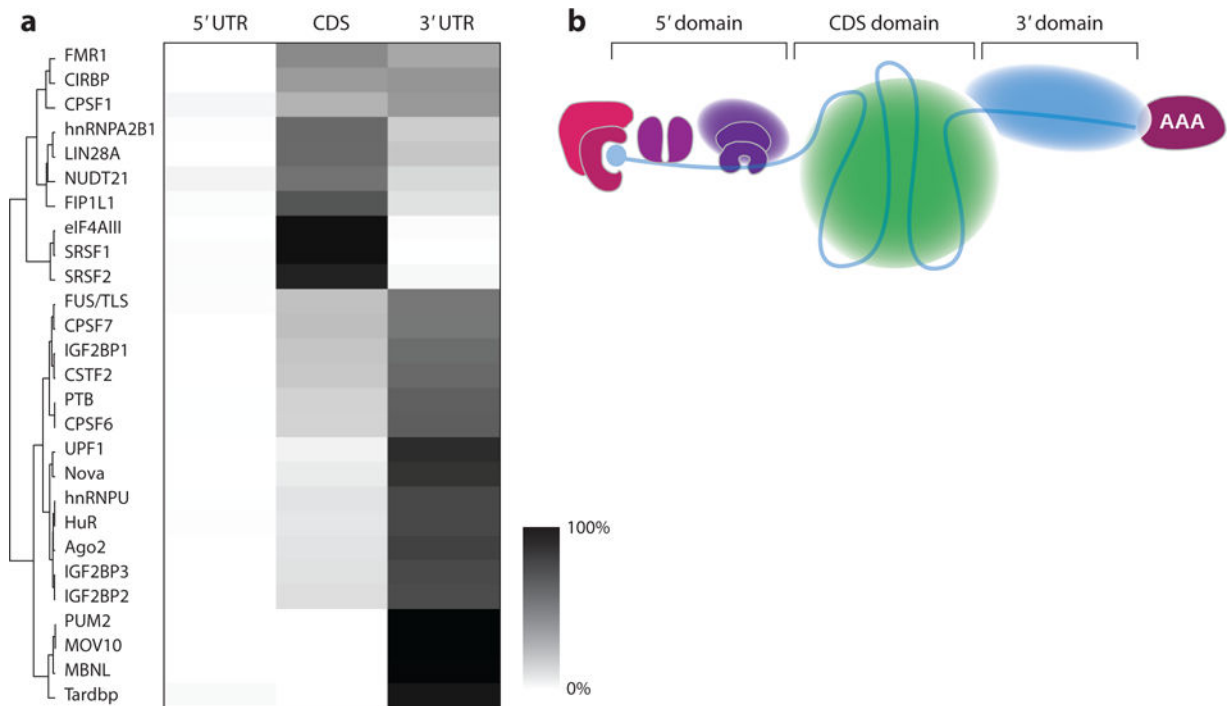 a
5′ UTR CDS 3′ UTR
FMR1
CIRBP
CPSF1
hnRNPA2B1
LIN28A
NUDT21
FIP1L1
eIF4AIII
SRSF1
SRSF2
FUS/TLS
CPSF7
IGF2BP1
CSTF2
PTB
CPSF6
UPF1
Nova
hnRNPU
HuR
Ago2
IGF2BP3
IGF2BP2
PUM2
MOV10
MBNL
Tardbp
100%
0%
b
5′ domain CDS domain 3′ domain
AAA